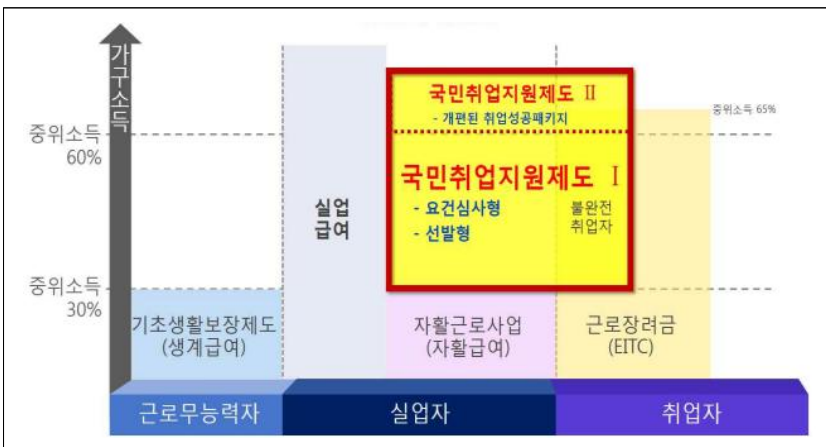 가구소득
국민취업지원제도 Ⅱ
- 개편된 취업성공패키지
중위소득 65%
중위소득
60%
국민취업지원제도 Ⅰ
- 요건심사형
- 선발형
불완전
취업자
실업
급여
중위소득
30%
기초생활보장제도
(생계급여)
자활근로사업
(자활급여)
근로장려금
(EITC)
근로무능력자
실업자
취업자